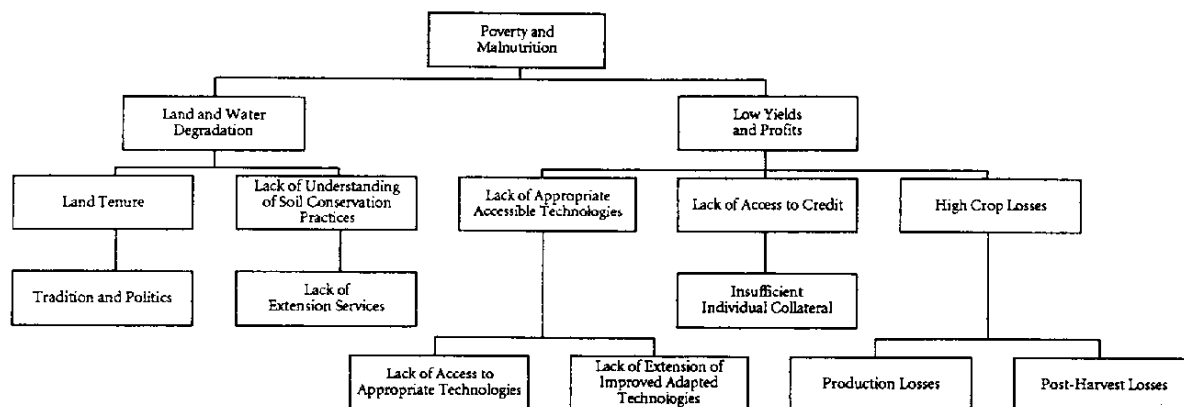 Poverty and
Malnutrition
Land and Water
Degradation
Low Yields
and Profits
Land Tenure
Lack of Understanding
of Soil Conservation
Practices
Lack of Appropriate
Accessible Technologies
Lack of Access to Credit
High Crop Losses
Tradition and Politics
Lack of
Extension Services
Insufficient
Individual Collateral
Lack of Access to
Appropriate Technologies
Lack of Extension of
Improved Adapted
Technologies
Production Losses
Post-Harvest Losses